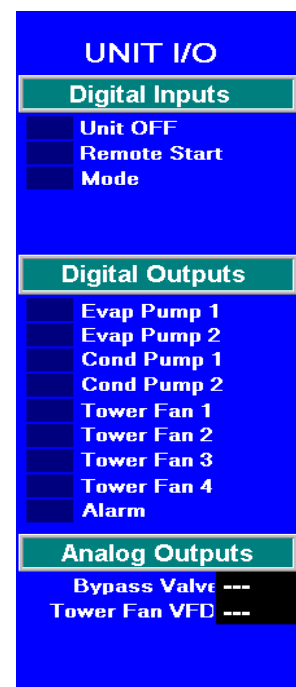 UNIT I/O
Digital Inputs
Unit OFF
Remote Start
Mode
Digital Outputs
Evap Pump 1
Evap Pump 2
Cond Pump 1
Cond Pump 2
Tower Fan 1
Tower Fan 2
Tower Fan 3
Tower Fan 4
Alarm
Analog Outputs
Bypass Valve ---
Tower Fan VFD ---